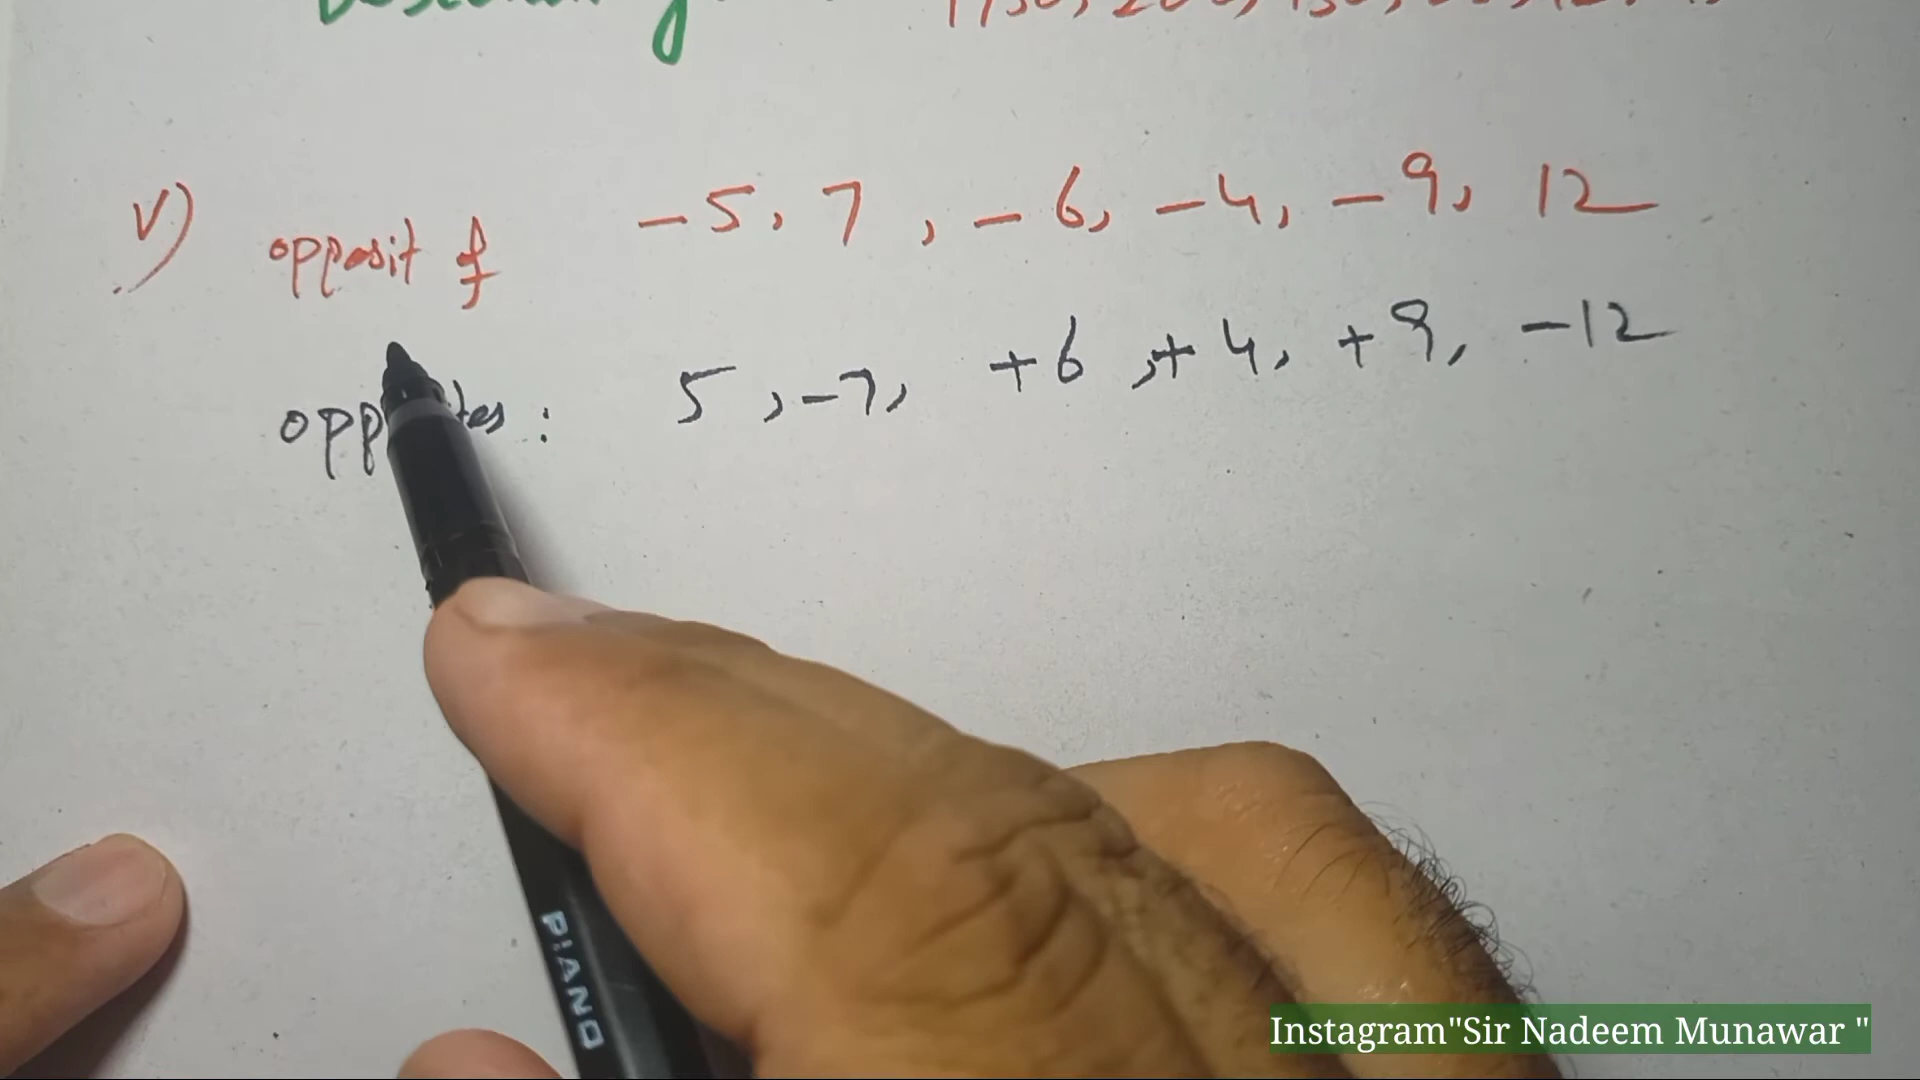 v) opposit of -5, 7, -6, -4, -9, 12
: 5, -7, +6, +4, +9, -12
PIANO
Instagram"Sir Nadeem Munawar "